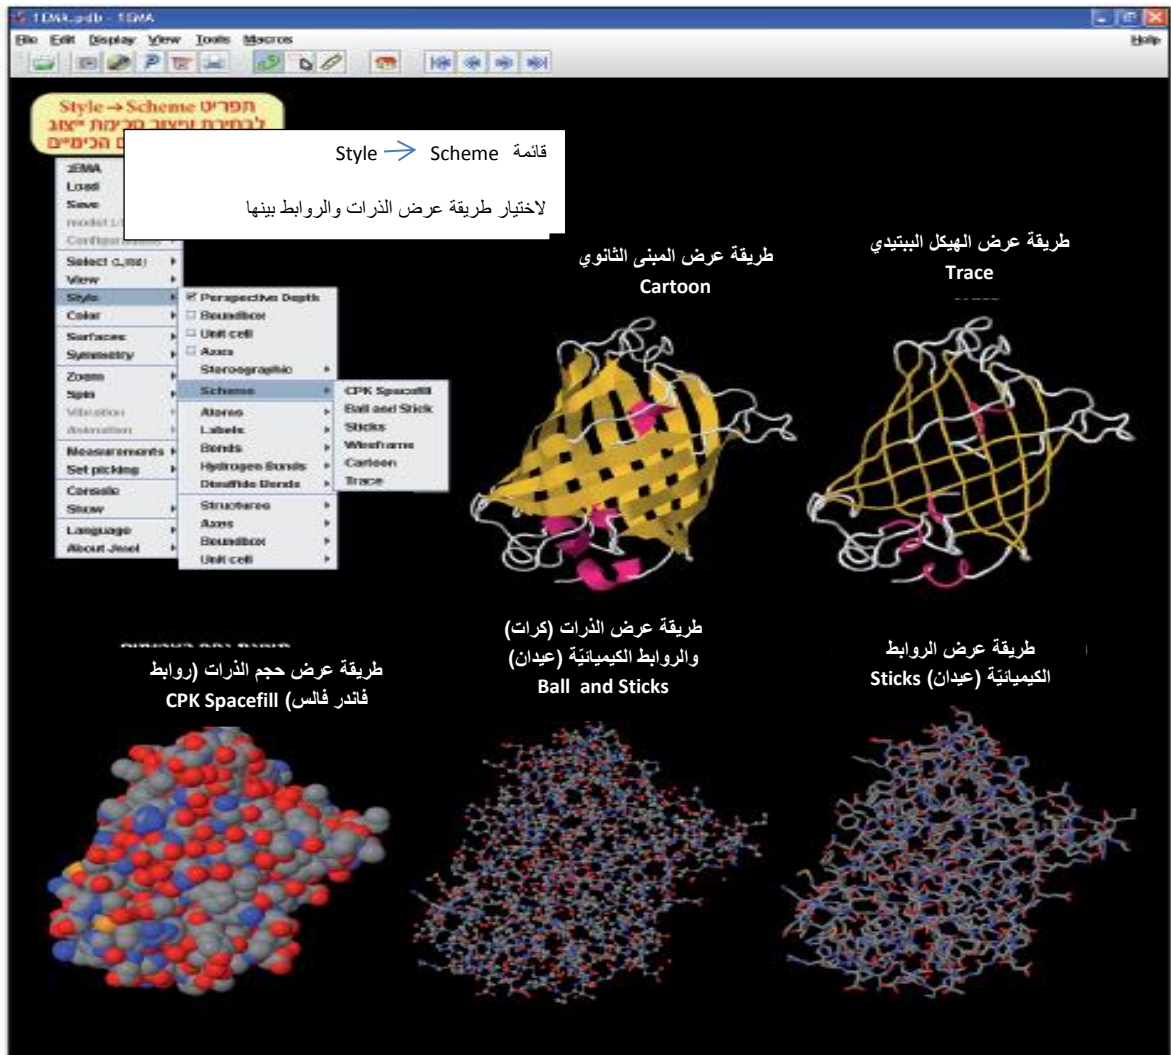 1EMA.pdb - 1EMA
File Edit Display View Tools Macros
Help
תפריט Style → Scheme
לבחירת עיצוב סכימת ייצוג
הכימיים
قائمة Style → Scheme
لاختيار طريقة عرض الذرات والروابط بينها
1EMA
Load
Save
model 1/
Configurations
Select
View
Style
Color
Surfaces
Symmetry
Zoom
Spin
Vibration
Animation
Measurements
Set picking
Console
Show
Language
About Jmol
Perspective Depth
Boundbox
Unit cell
Axes
Stereographic
Scheme
Atoms
Labels
Bonds
Hydrogen Bonds
Disulfide Bonds
Structures
Axes
Boundbox
Unit cell
CPK Spacefill
Ball and Stick
Sticks
Wireframe
Cartoon
Trace
طريقة عرض المبنى الثانوي
Cartoon
طريقة عرض الهيكل الببتيدي
Trace
طريقة عرض حجم الذرات (روابط
فاندر فالس) CPK Spacefill
طريقة عرض الذرات (كرات)
والروابط الكيميائيّة (عيدان)
Ball and Sticks
طريقة عرض الروابط
الكيميائيّة (عيدان) Sticks